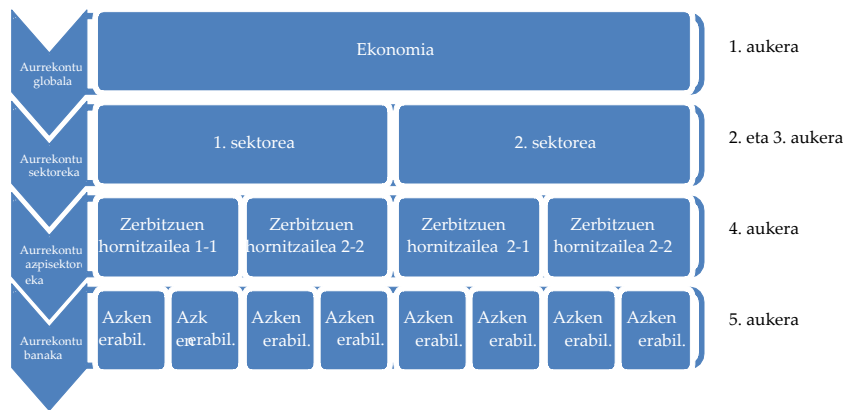 Aurrekontu
globala
Ekonomia
1. aukera
Aurrekontu
sektoreka
1. sektorea
2. sektorea
2. eta 3. aukera
Aurrekontu
azpisektor
eka
Zerbitzuen
hornitzailea 1-1
Zerbitzuen
hornitzailea 2-2
Zerbitzuen
hornitzailea 2-1
Zerbitzuen
hornitzailea 2-2
4. aukera
Aurrekontu
banaka
Azken
erabil.
Azk
en erabil.
Azken
erabil.
Azken
erabil.
Azken
erabil.
Azken
erabil.
Azken
erabil.
Azken
erabil.
5. aukera